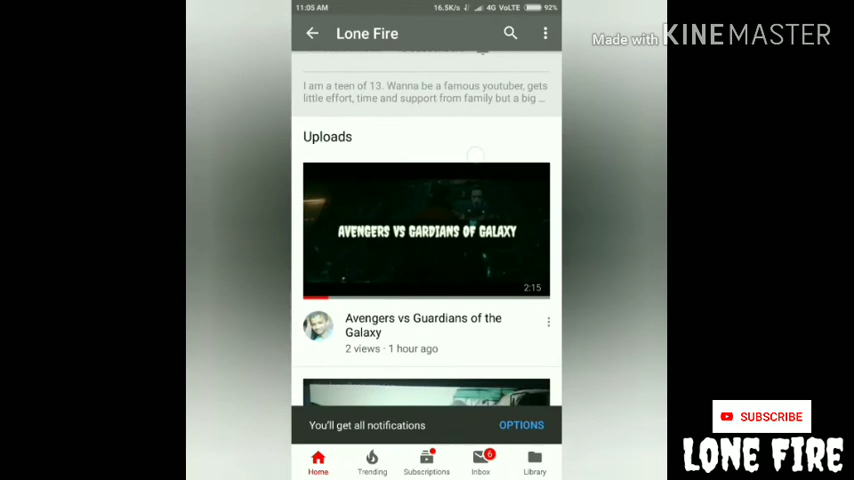 11:05 AM 16.5K/s 4G VoLTE 92%
Lone Fire
Made with KINEMASTER
I am a teen of 13. Wanna be a famous youtuber, gets
little effort, time and support from family but a big ...
Uploads
AVENGERS VS GARDIANS OF GALAXY
2:15
Avengers vs Guardians of the
Galaxy
2 views · 1 hour ago
You'll get all notifications OPTIONS
SUBSCRIBE
LONE FIRE
6
Home Trending Subscriptions Inbox Library